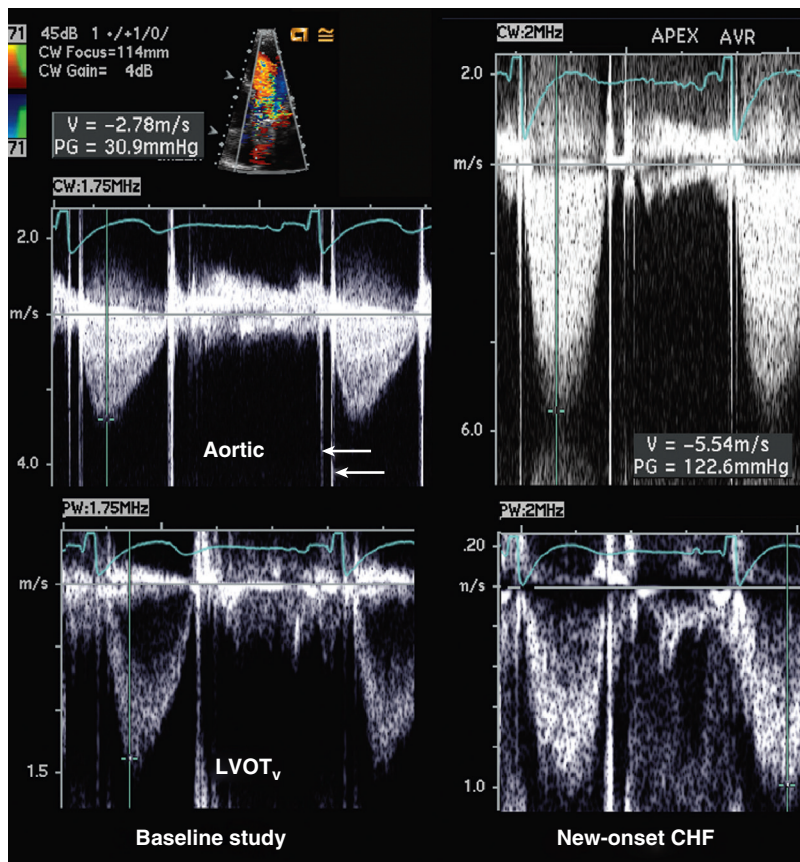 71
45dB 1 •/+1/0/
CW Focus=114mm
CW Gain= 4dB
71
V = -2.78m/s
PG = 30.9mmHg
CW:1.75MHz
2.0
m/s
4.0
Aortic
PW:1.75MHz
m/s
1.5
LVOTv
Baseline study
CW:2MHz
APEX AVR
2.0
m/s
6.0
V = -5.54m/s
PG = 122.6mmHg
PW:2MHz
.20
m/s
1.0
New-onset CHF